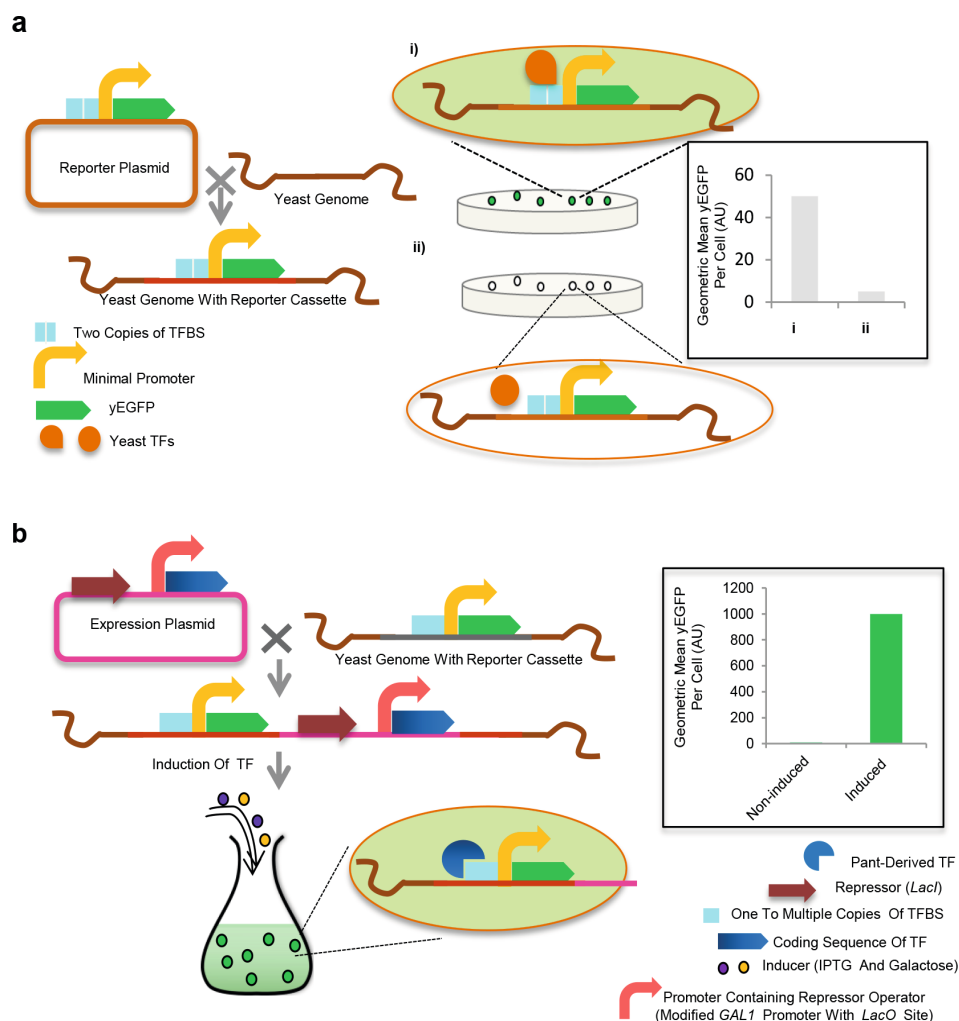 a
i)
Reporter Plasmid
Yeast Genome
Yeast Genome With Reporter Cassette
Two Copies of TFBS
Minimal Promoter
yEGFP
Yeast TFs
ii)
Geometric Mean yEGFP
Per Cell (AU)
60
40
20
0
i
ii
b
Expression Plasmid
Yeast Genome With Reporter Cassette
Induction Of TF
Geometric Mean yEGFP
Per Cell (AU)
1200
1000
800
600
400
200
0
Non-induced
Induced
Pant-Derived TF
Repressor (LacI)
One To Multiple Copies Of TFBS
Coding Sequence Of TF
Inducer (IPTG And Galactose)
Promoter Containing Repressor Operator
(Modified GAL1 Promoter With LacO Site)